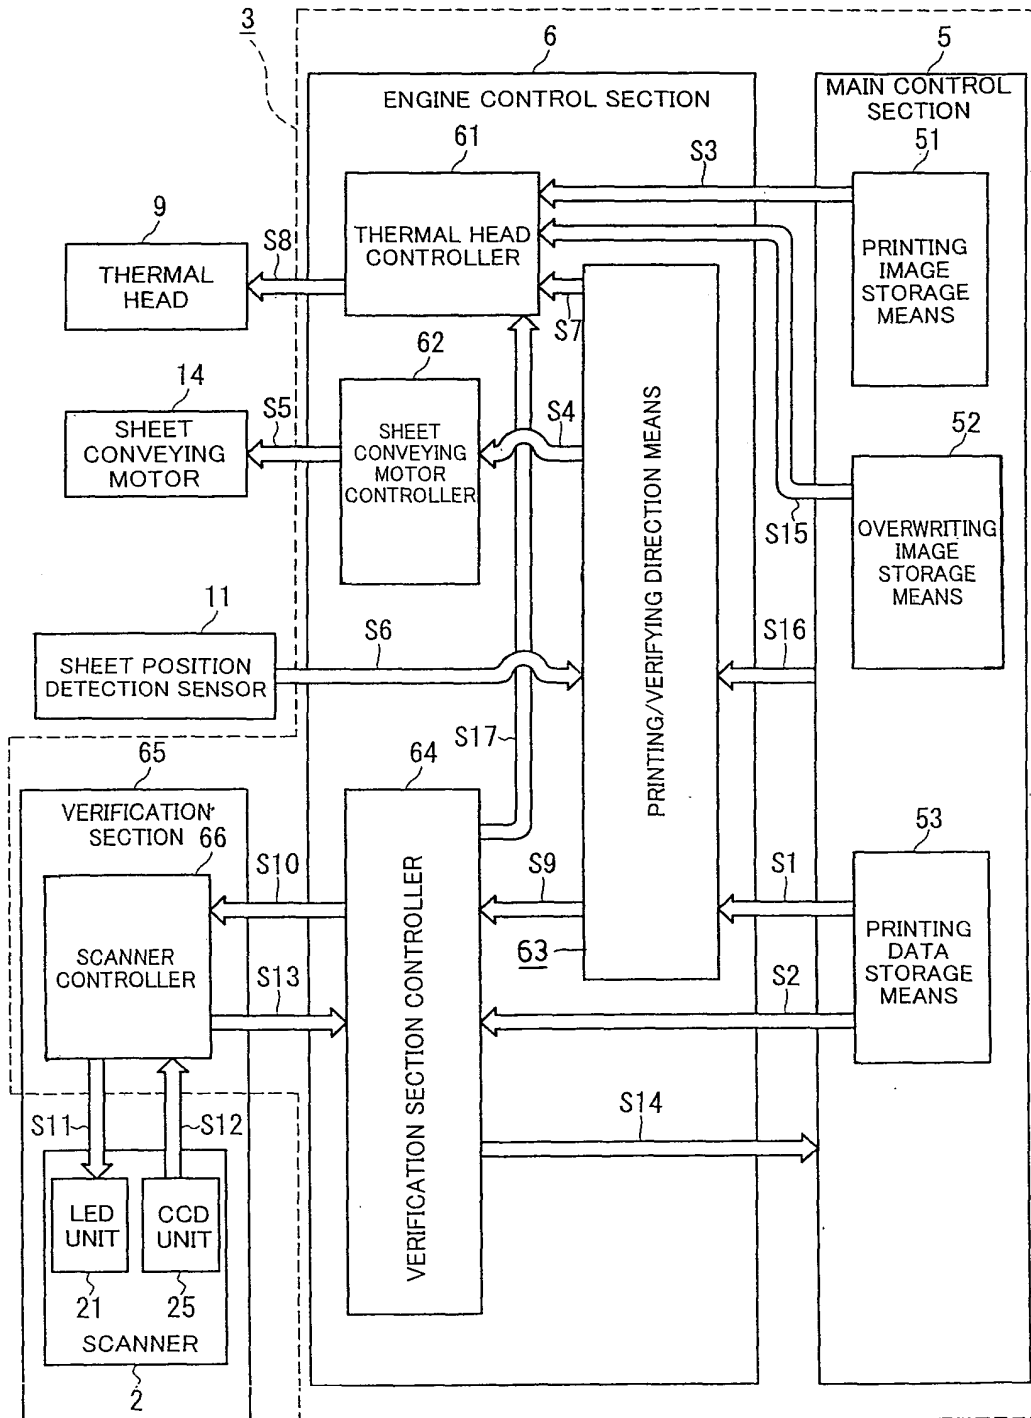 3
6
5
ENGINE CONTROL SECTION
MAIN CONTROL
SECTION
61
S3
51
9
S8
THERMAL HEAD
CONTROLLER
PRINTING
IMAGE
STORAGE
MEANS
THERMAL
HEAD
S7
62
14
S5
S4
SHEET
CONVEYING
MOTOR
SHEET
CONVEYING
MOTOR
CONTROLLER
PRINTING/VERIFYING DIRECTION MEANS
52
S15
OVERWRITING
IMAGE
STORAGE
MEANS
11
S6
S16
SHEET POSITION
DETECTION SENSOR
S17
65
64
VERIFICATION
SECTION
66
53
S10
S9
S1
SCANNER
CONTROLLER
VERIFICATION SECTION CONTROLLER
PRINTING
DATA
STORAGE
MEANS
63
S13
S2
S11
S12
S14
LED
UNIT
CCD
UNIT
21
25
SCANNER
2